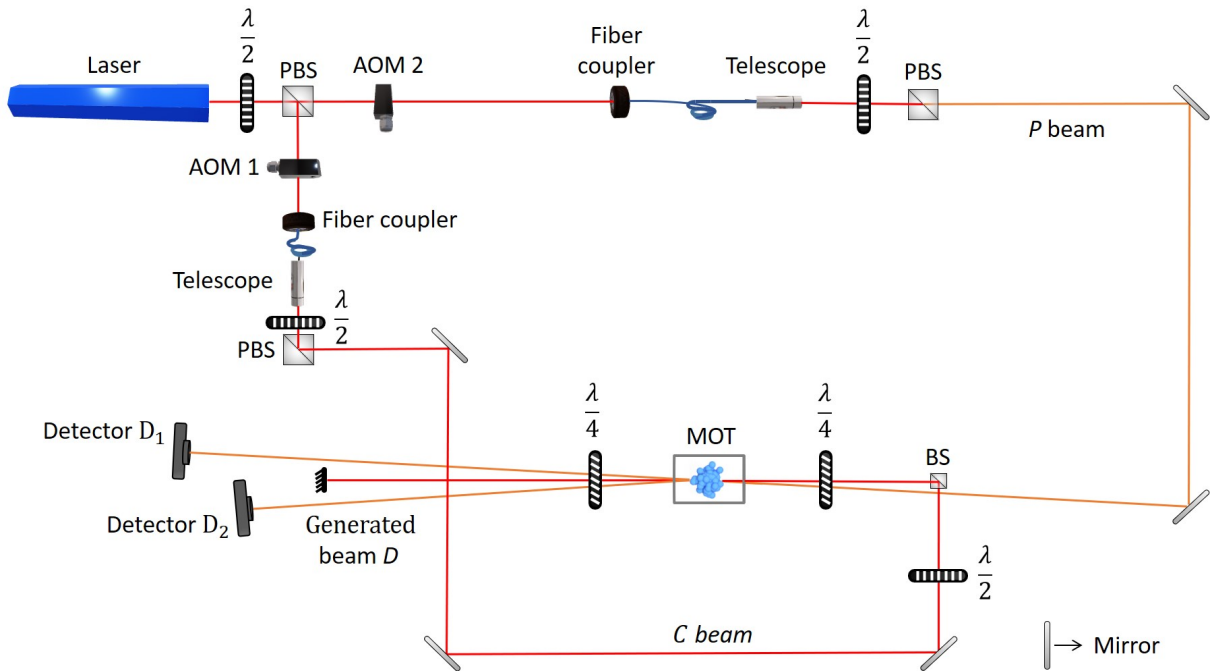 λ/2
Laser
PBS
AOM 2
Fiber
coupler
Telescope
λ/2
PBS
P beam
AOM 1
Fiber coupler
Telescope
λ/2
PBS
Detector D₁
λ/4
MOT
λ/4
BS
Detector D₂
Generated
beam D
λ/2
C beam
Mirror